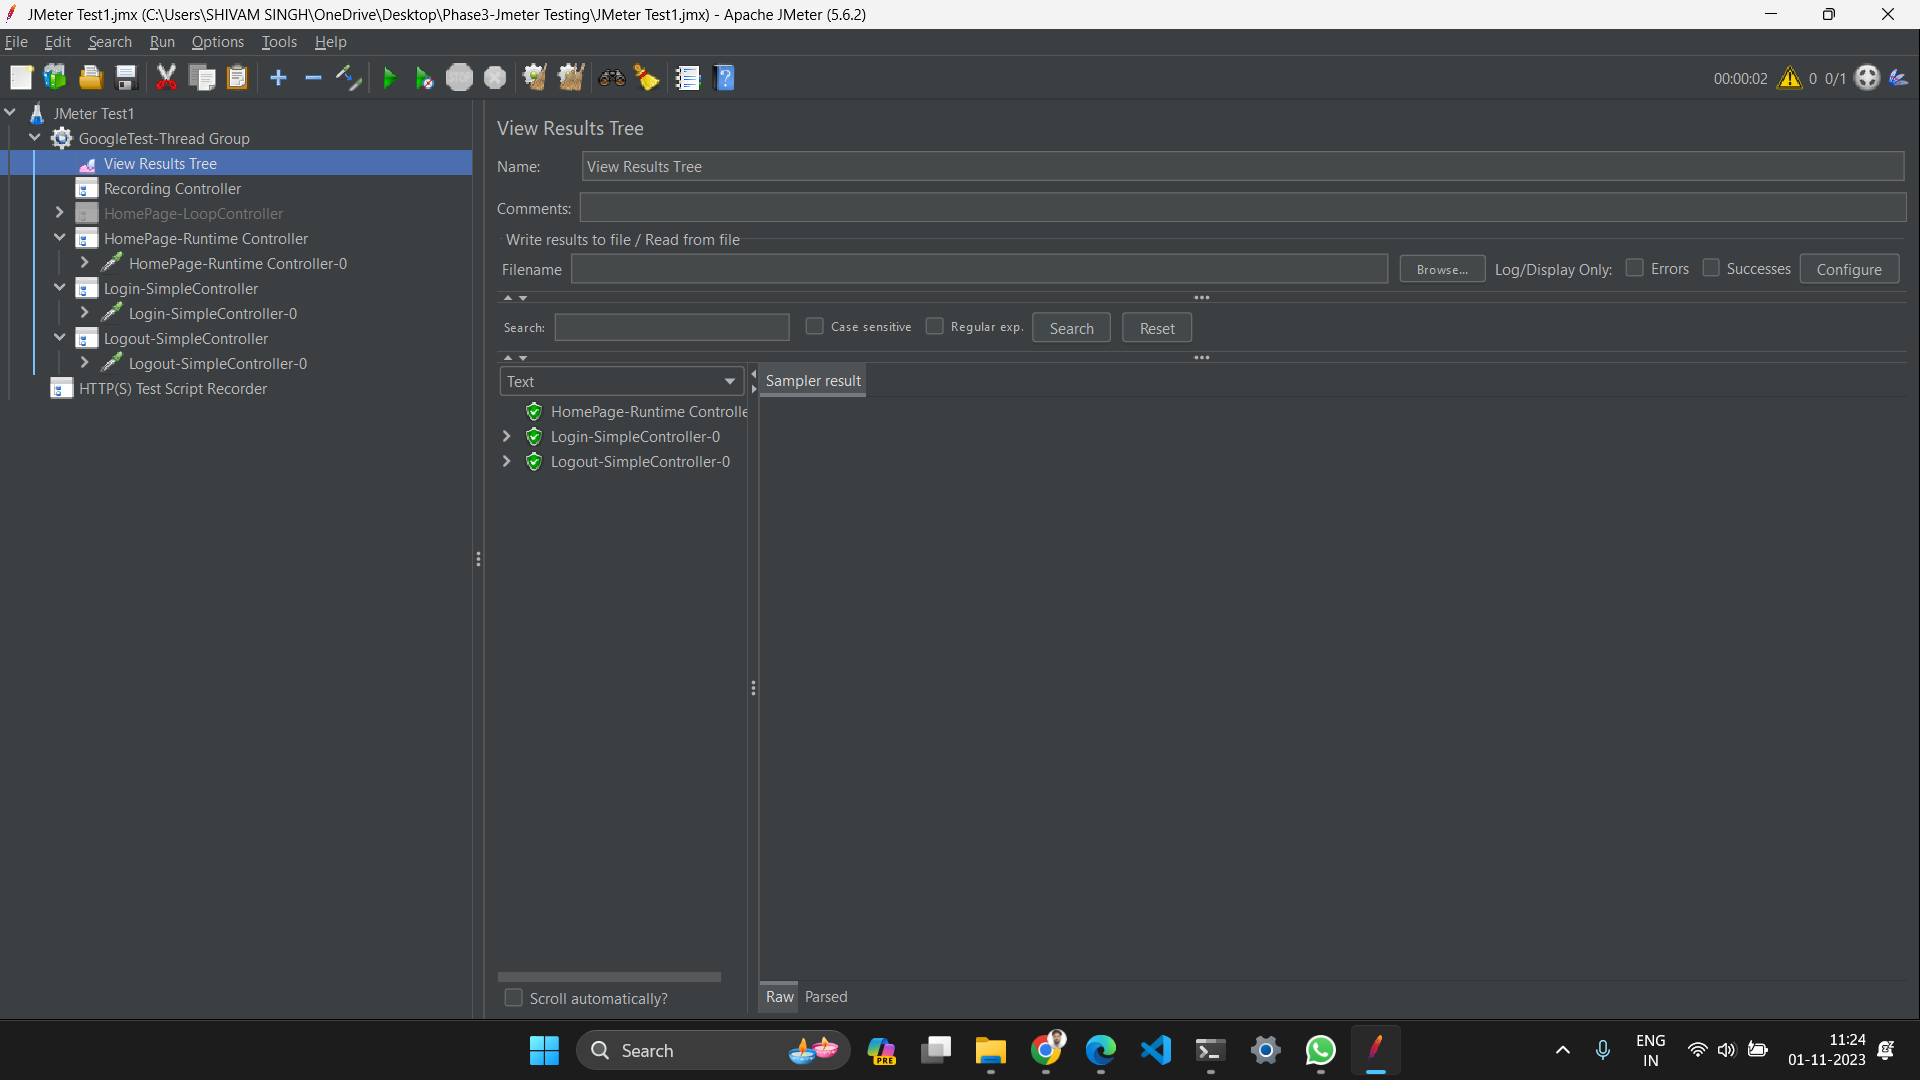 JMeter Test1.jmx (C:\Users\SHIVAM SINGH\OneDrive\Desktop\Phase3-Jmeter Testing\JMeter Test1.jmx) - Apache JMeter (5.6.2)
File Edit Search Run Options Tools Help
STOP
00:00:02 0 0/1
JMeter Test1
GoogleTest-Thread Group
View Results Tree
Recording Controller
HomePage-LoopController
HomePage-Runtime Controller
HomePage-Runtime Controller-0
Login-SimpleController
Login-SimpleController-0
Logout-SimpleController
Logout-SimpleController-0
HTTP(S) Test Script Recorder
View Results Tree
Name: View Results Tree
Comments:
Write results to file / Read from file
Filename Browse... Log/Display Only: Errors Successes Configure
Search: Case sensitive Regular exp. Search Reset
Text
HomePage-Runtime Controlle
Login-SimpleController-0
Logout-SimpleController-0
Scroll automatically?
Sampler result
Raw Parsed
Search
PRE
ENG
IN
11:24
01-11-2023